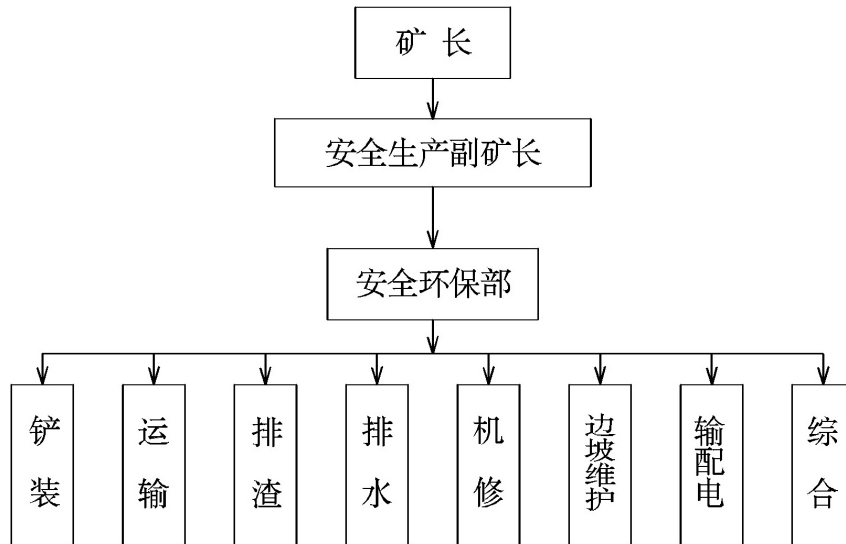 矿 长
安全生产副矿长
安全环保部
铲装
运输
排渣
排水
机修
边坡维护
输配电
综合